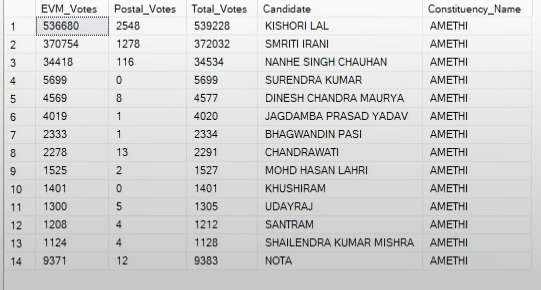 EVM_Votes Postal_Votes Total_Votes Candidate Constituency_Name
1 536680 2548 539228 KISHORI LAL AMETHI
2 370754 1278 372032 SMRITI IRANI AMETHI
3 34418 116 34534 NANHE SINGH CHAUHAN AMETHI
4 5699 0 5699 SURENDRA KUMAR AMETHI
5 4569 8 4577 DINESH CHANDRA MAURYA AMETHI
6 4019 1 4020 JAGDAMBA PRASAD YADAV AMETHI
7 2333 1 2334 BHAGWANDIN PASI AMETHI
8 2278 13 2291 CHANDRAWATI AMETHI
9 1525 2 1527 MOHD HASAN LAHRI AMETHI
10 1401 0 1401 KHUSHIRAM AMETHI
11 1300 5 1305 UDAYRAJ AMETHI
12 1208 4 1212 SANTRAM AMETHI
13 1124 4 1128 SHAILENDRA KUMAR MISHRA AMETHI
14 9371 12 9383 NOTA AMETHI